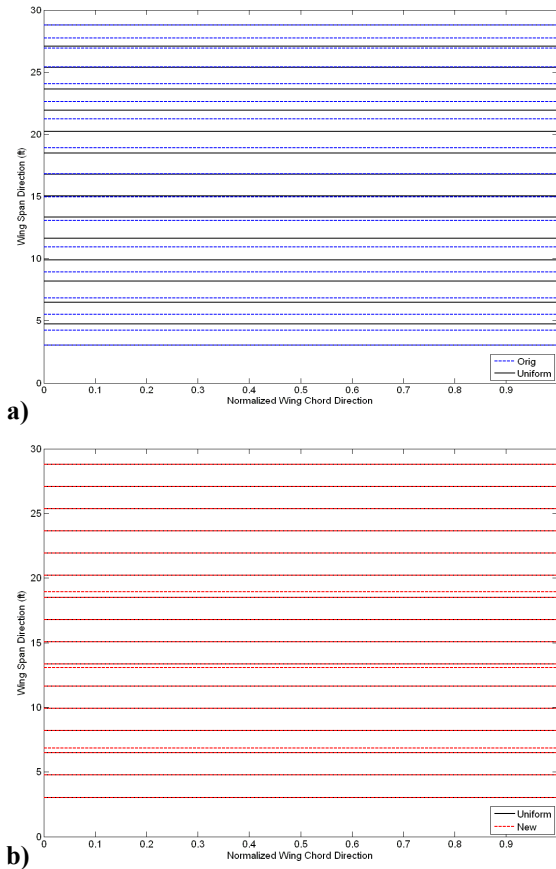 30
25
20
15
10
5
0
Wing Span Direction (ft)
0 0.1 0.2 0.3 0.4 0.5 0.6 0.7 0.8 0.9
Normalized Wing Chord Direction
Orig
Uniform
a)
30
25
20
15
10
5
0
Wing Span Direction (ft)
0 0.1 0.2 0.3 0.4 0.5 0.6 0.7 0.8 0.9
Normalized Wing Chord Direction
Uniform
New
b)